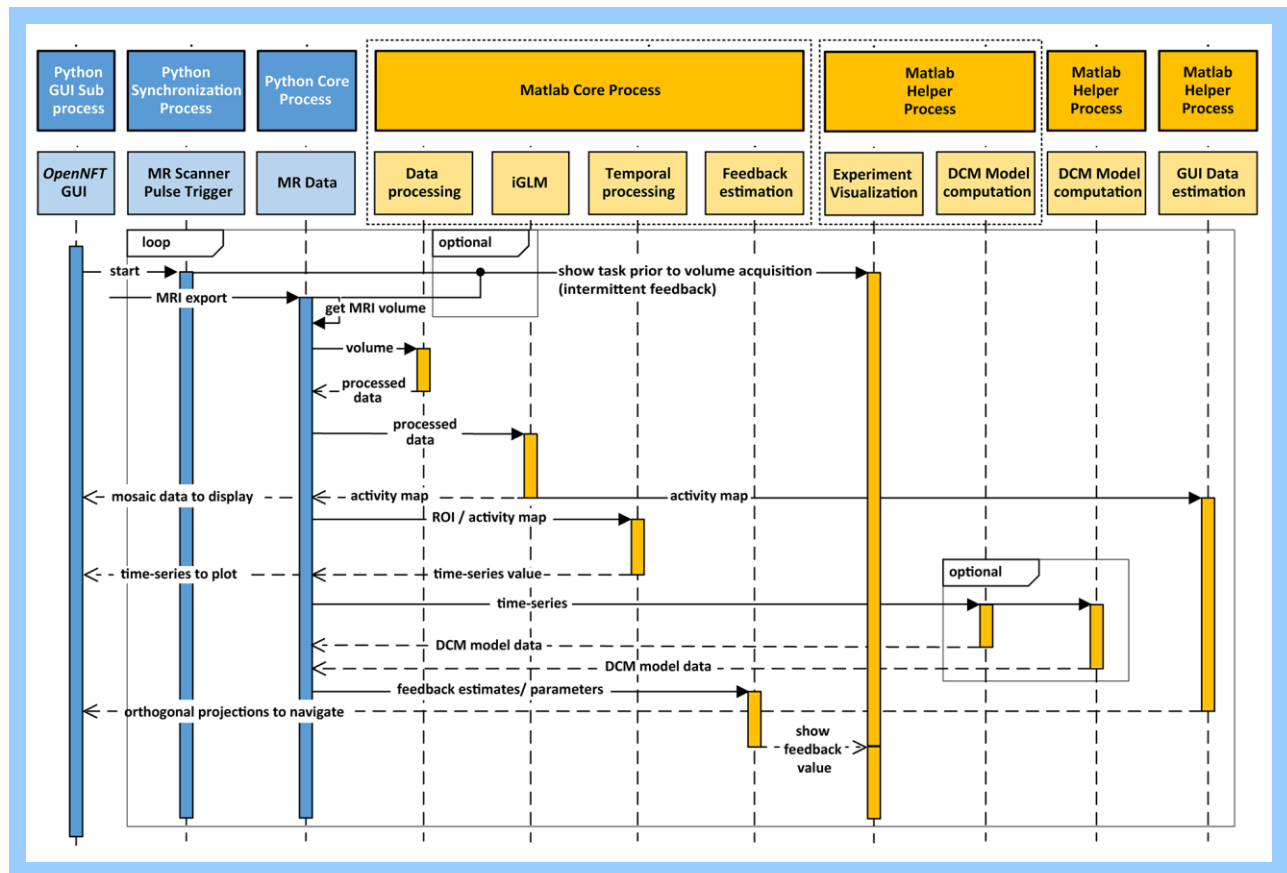 Python
GUI Sub
process
Python
Synchronization
Process
Python Core
Process
Matlab Core Process
Matlab
Helper
Process
Matlab
Helper
Process
Matlab
Helper
Process
OpenNFT
GUI
MR Scanner
Pulse Trigger
MR Data
Data
processing
iGLM
Temporal
processing
Feedback
estimation
Experiment
Visualization
DCM Model
computation
DCM Model
computation
GUI Data
estimation
loop
optional
start
show task prior to volume acquisition
(intermittent feedback)
MRI export
get MRI volume
volume
processed
data
processed
data
mosaic data to display
activity map
activity map
ROI / activity map
time-series to plot
time-series value
optional
time-series
DCM model data
DCM model data
feedback estimates/ parameters
orthogonal projections to navigate
show
feedback
value